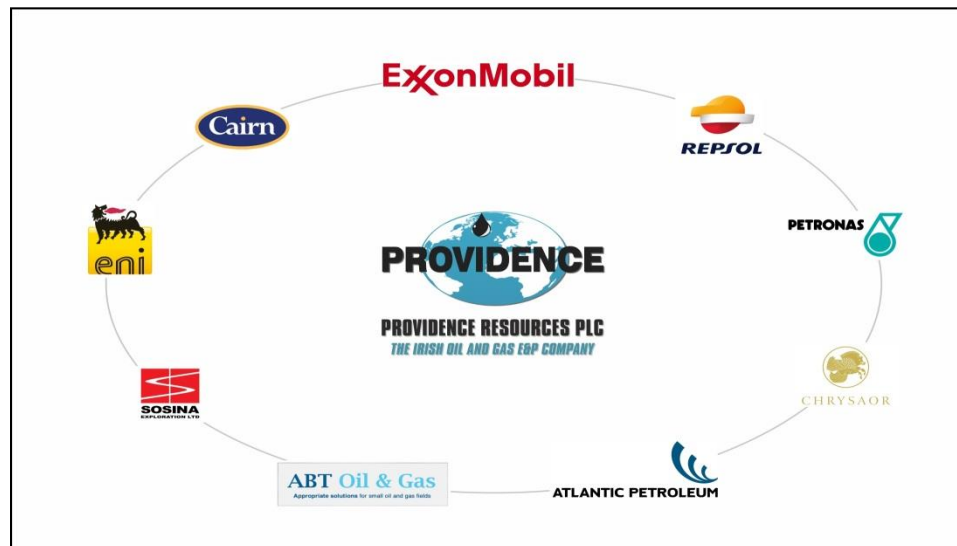 ExxonMobil
Cairn
REPSOL
eni
PETRONAS
PROVIDENCE
PROVIDENCE RESOURCES PLC
THE IRISH OIL AND GAS E&P COMPANY
SOSINA
EXPLORATION LTD
CHRYSAOR
ABT Oil & Gas
Appropriate solutions for small oil and gas fields
ATLANTIC PETROLEUM